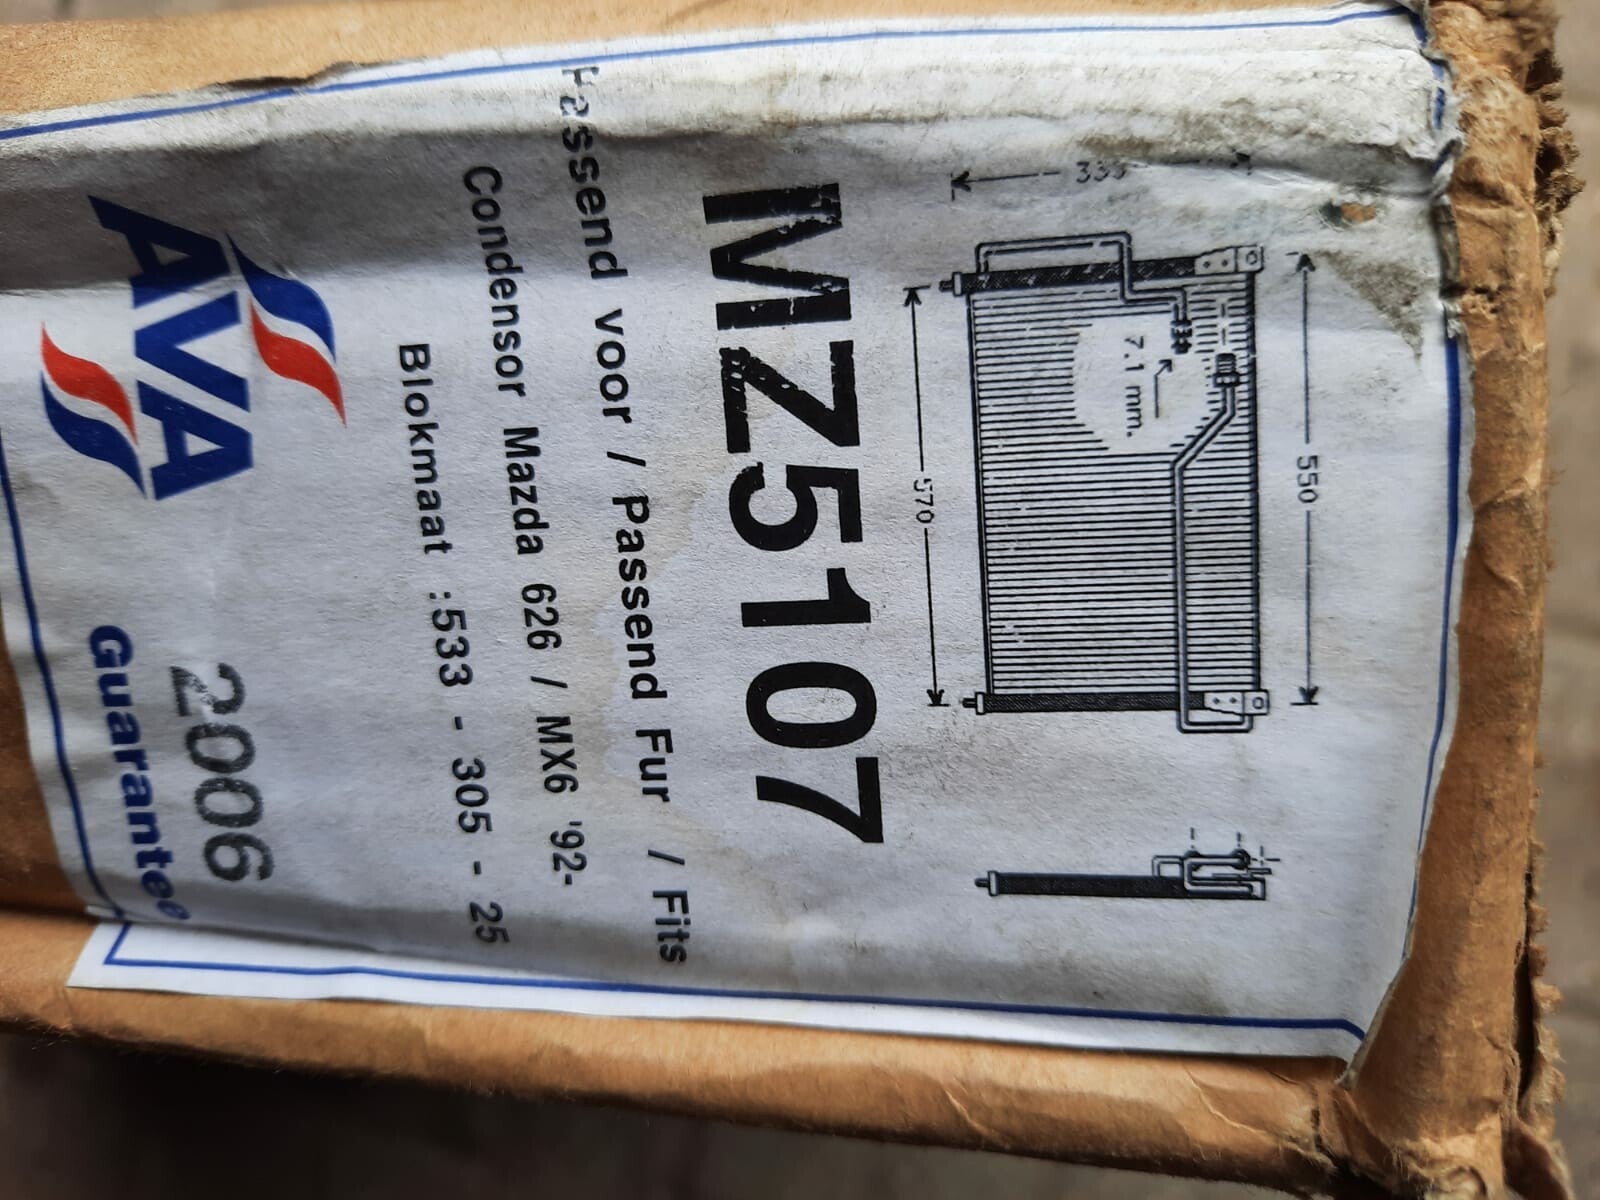 550
7.1 mm.
570
MZ5107
Passend voor / Passend Fur / Fits
Condensor Mazda 626 / MX6 '92-
Blokmaat :533 - 305 - 25
AVA
2006
Guarantee